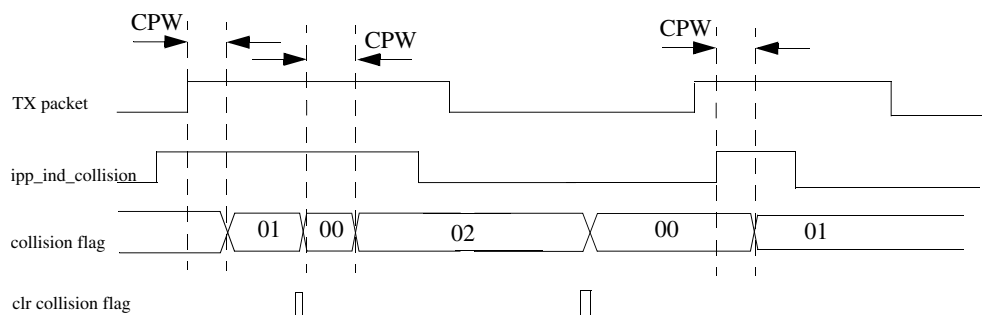 CPW
CPW
CPW
TX packet
ipp_ind_collision
collision flag
01
00
02
00
01
clr collision flag